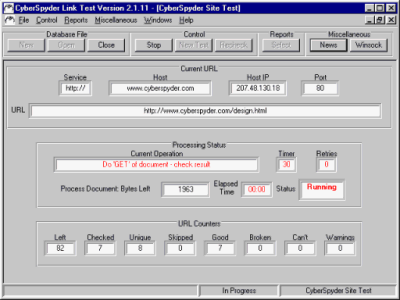 CyberSpyder Link Test Version 2.1.11 - [CyberSpyder Site Test]
File Control Reports Miscellaneous Windows Help
Database File Control Reports Miscellaneous
New Open Close Stop New Test Recheck Select News Winsock
Current URL
Service Host Host IP Port
http:// www.cyberspyder.com 207.48.130.18 80
URL http://www.cyberspyder.com/design.html
Processing Status
Current Operation Timer Retries
Do 'GET' of document - check result 30 0
Process Document: Bytes Left 1963 Elapsed Time 00:00 Status Running
URL Counters
Left Checked Unique Skipped Good Broken Can't Warnings
82 7 8 0 7 0 0 0
In Progress CyberSpyder Site Test